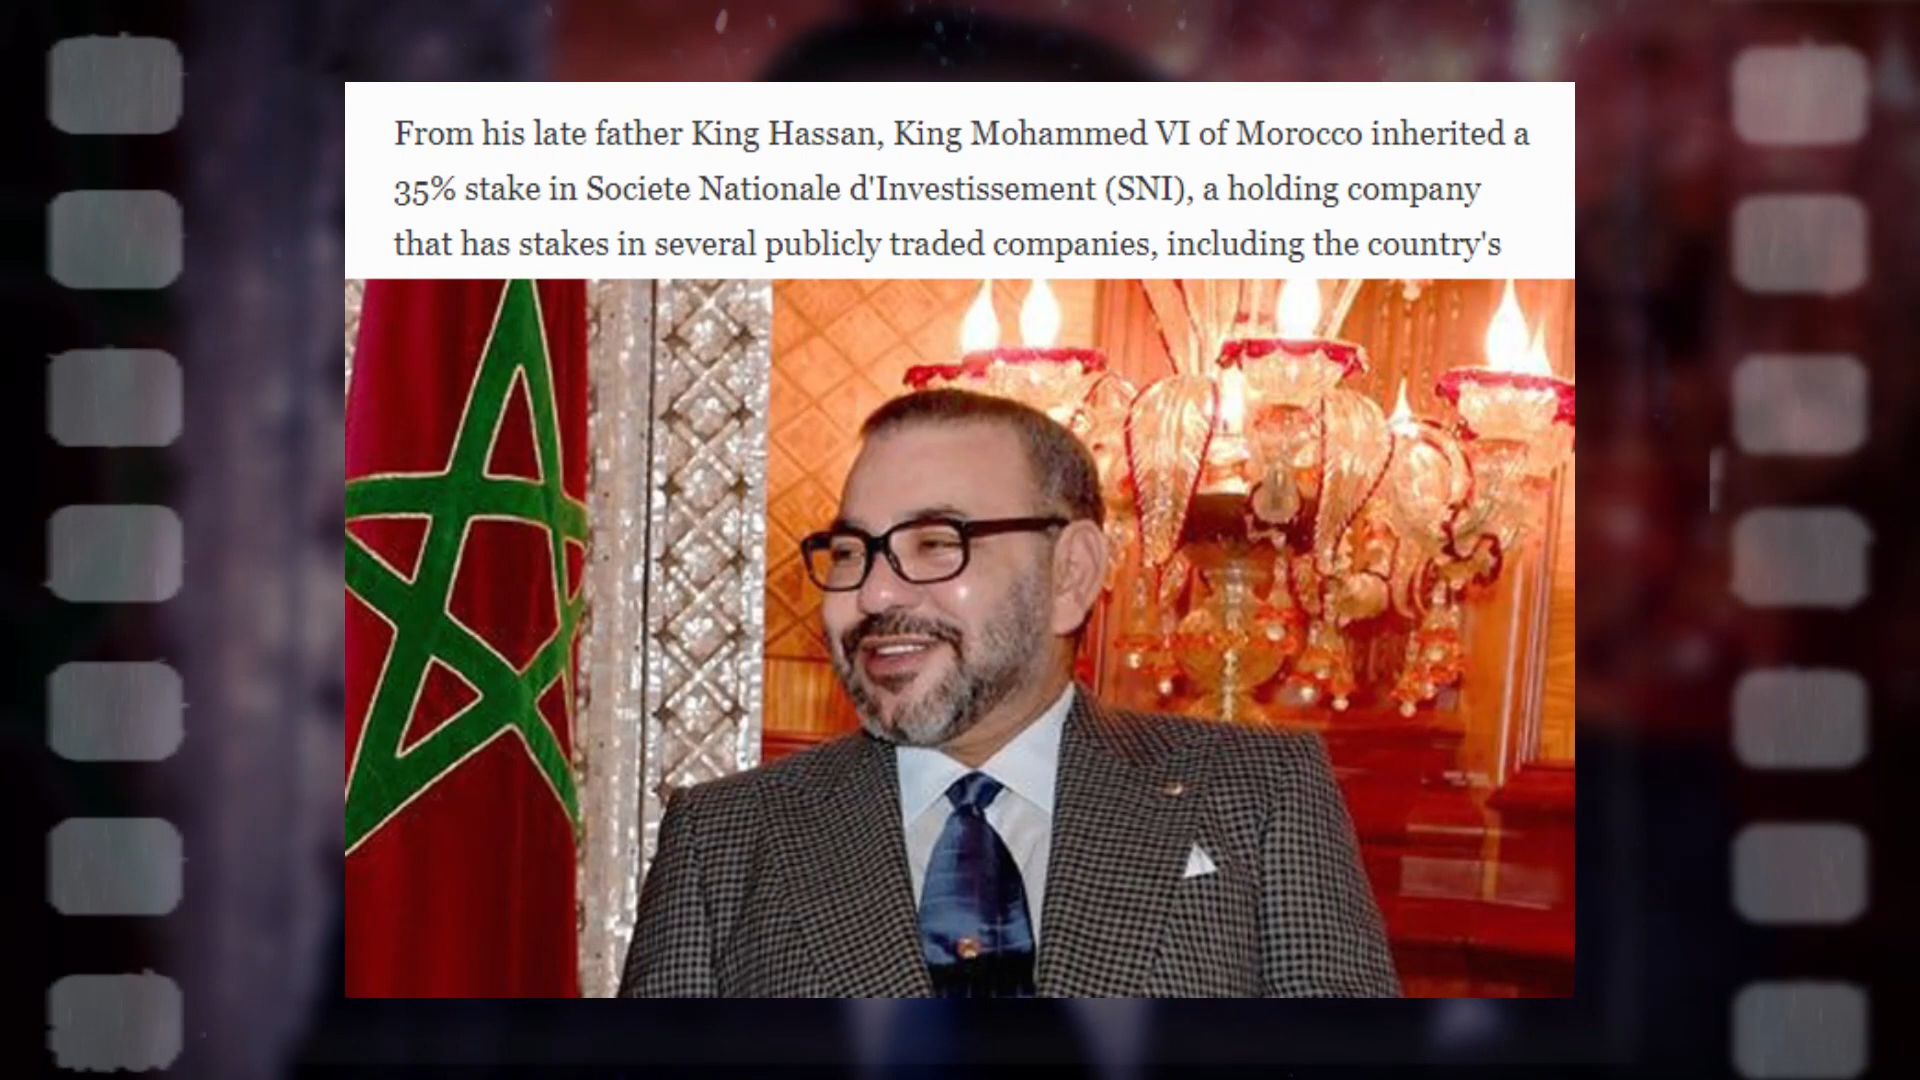 From his late father King Hassan, King Mohammed VI of Morocco inherited a
35% stake in Societe Nationale d'Investissement (SNI), a holding company
that has stakes in several publicly traded companies, including the country's